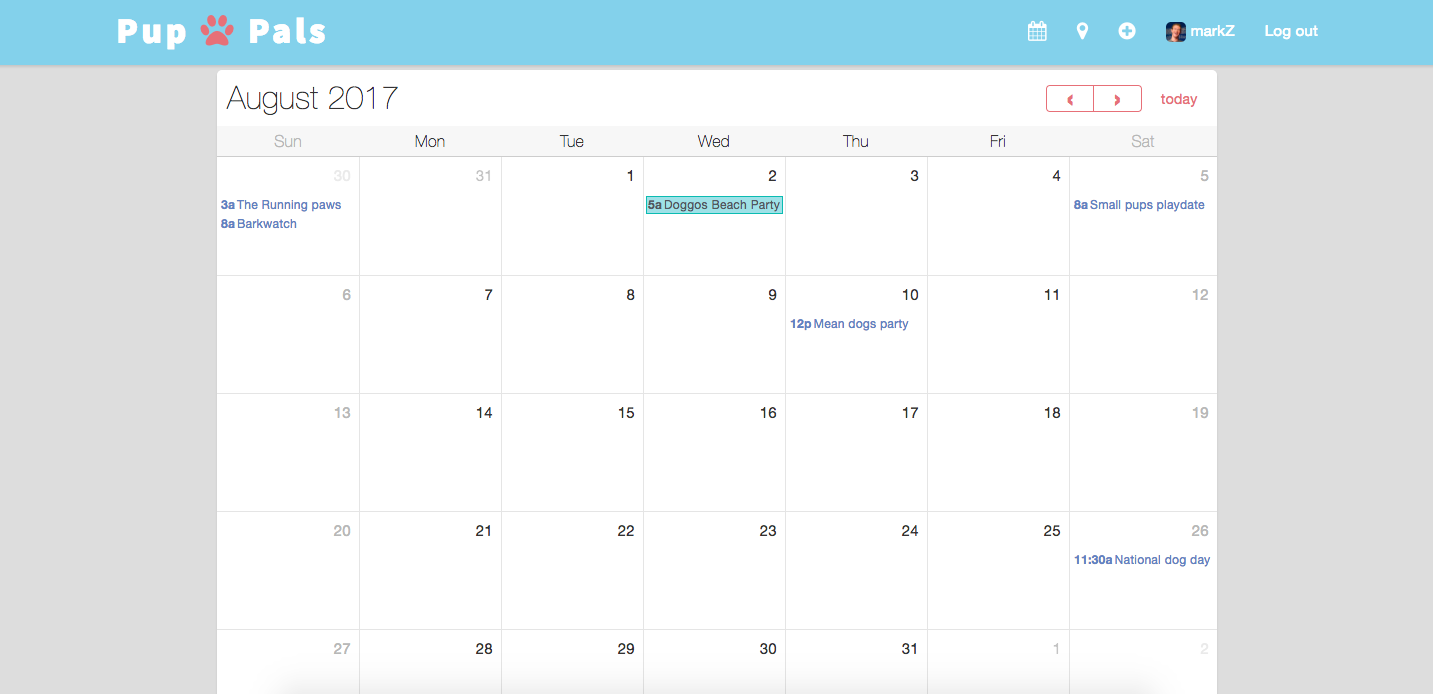 Pup Pals
markZ Log out
August 2017
‹ › today
Sun Mon Tue Wed Thu Fri Sat
30 31 1 2 3 4 5
3a The Running paws 5a Doggos Beach Party 8a Small pups playdate
8a Barkwatch
6 7 8 9 10 11 12
12p Mean dogs party
13 14 15 16 17 18 19
20 21 22 23 24 25 26
11:30a National dog day
27 28 29 30 31 1 2